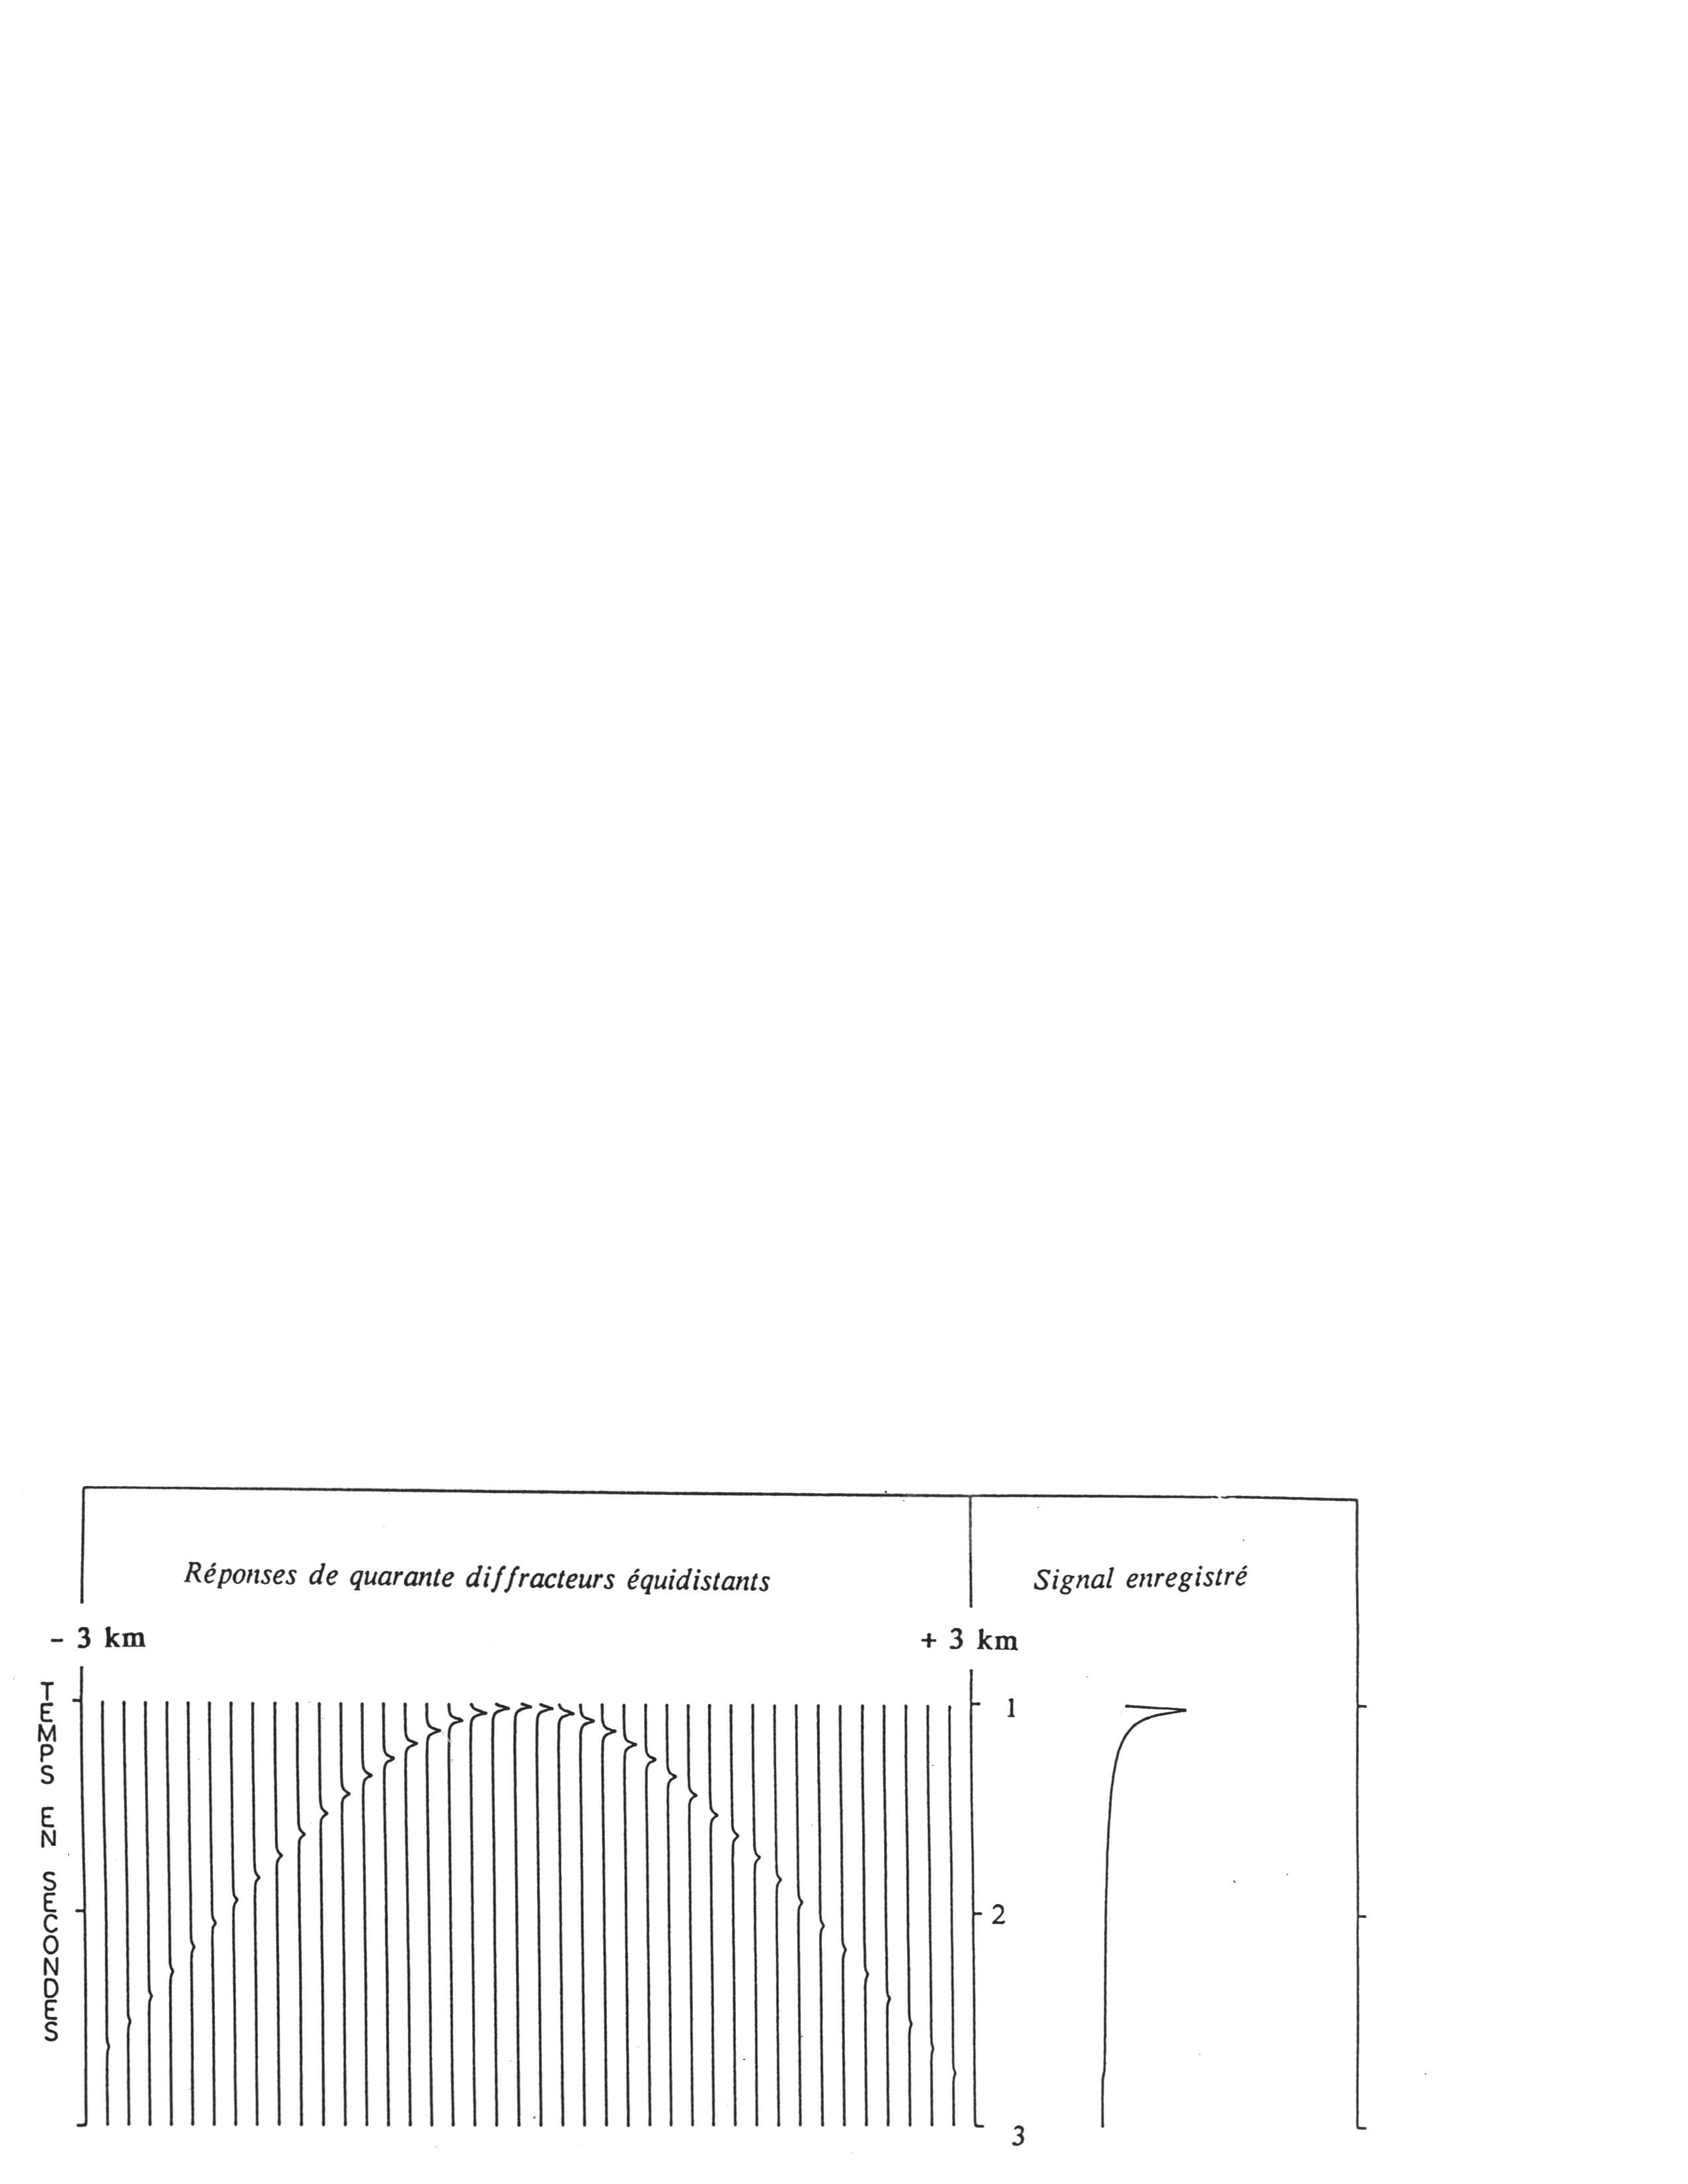 Réponses de quarante diffracteurs équidistants
Signal enregistré
- 3 km
+ 3 km
TEMPS EN SECONDES
1
2
3